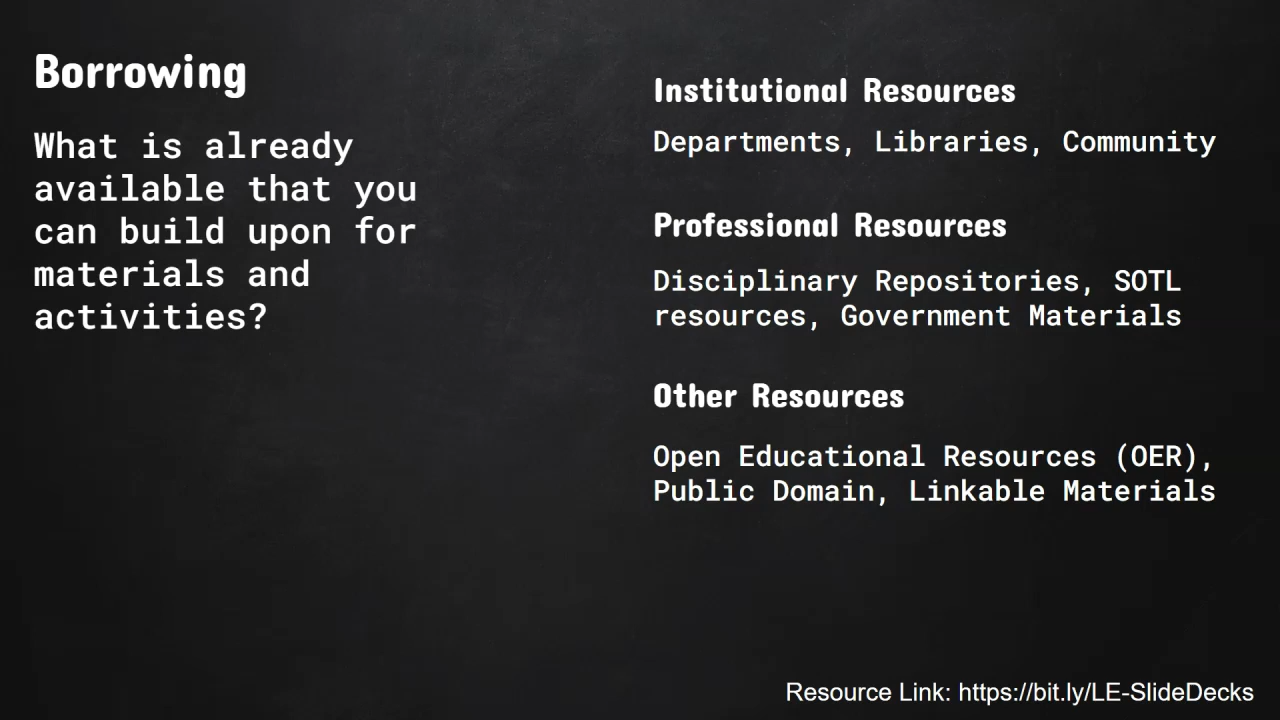 Borrowing
What is already
available that you
can build upon for
materials and
activities?
Institutional Resources
Departments, Libraries, Community
Professional Resources
Disciplinary Repositories, SOTL
resources, Government Materials
Other Resources
Open Educational Resources (OER),
Public Domain, Linkable Materials
Resource Link: https://bit.ly/LE-SlideDecks